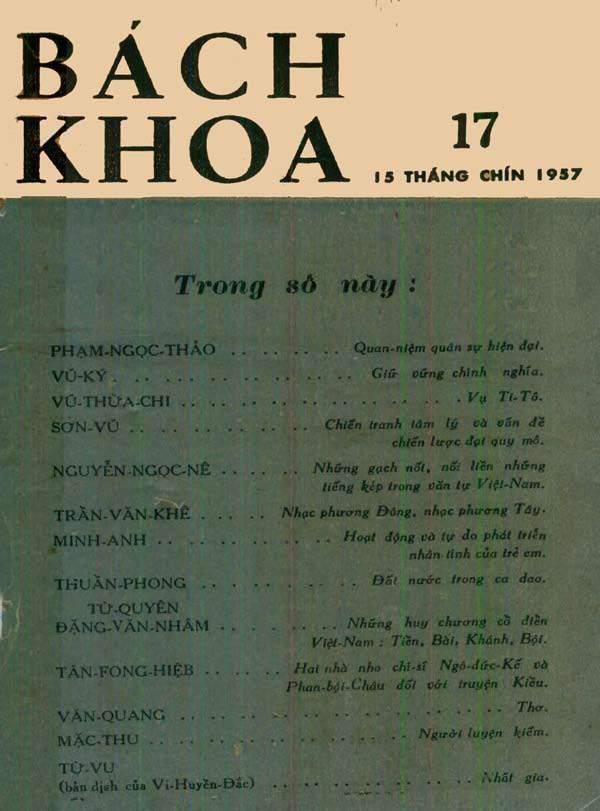 BÁCH
KHOA
17
15 THÁNG CHÍN 1957
Trong số này :
PHẠM-NGỌC-THẢO . . . . . . . Quan-niệm quân sự hiện đại.
VŨ-KÝ . . . . . . . . . . . . . . Giữ vững chính nghĩa.
VŨ-THỪA-CHI . . . . . . . . . . . . . . . . Vụ Ti-Tô.
SƠN-VŨ . . . . . . . . . . Chiến tranh tâm lý và vấn đề
chiến lược đại quy mô.
NGUYỄN-NGỌC-NÊ . . . . . Những gạch nối, nối liền những
tiếng kép trong văn tự Việt-Nam.
TRẦN-VĂN-KHÊ . . . . Nhạc phương Đông, nhạc phương Tây.
MINH-ANH . . . . . . . . . . Hoạt động và tự do phát triển
nhân tính của trẻ em.
THUẦN-PHONG . . . . . . . . . Đất nước trong ca dao.
TỪ-QUYÊN
ĐẶNG-VĂN-NHÂM . . . . . . . Những huy chương cổ điền
Việt-Nam : Tiền, Bài, Khánh, Bội.
TÂN-FONG-HIỆB . . . . . . Hai nhà nho chí-sĩ Ngô-đức-Kế và
Phan-bội-Châu đối với truyện Kiều.
VĂN-QUANG . . . . . . . . . . . . . . . . . Thơ.
MẶC-THU . . . . . . . . . . . . . . Người luyện kiếm.
TỪ-VU
(bản dịch của Vi-Huyền-Đắc) . . . . . . . . . . . Nhất gia.